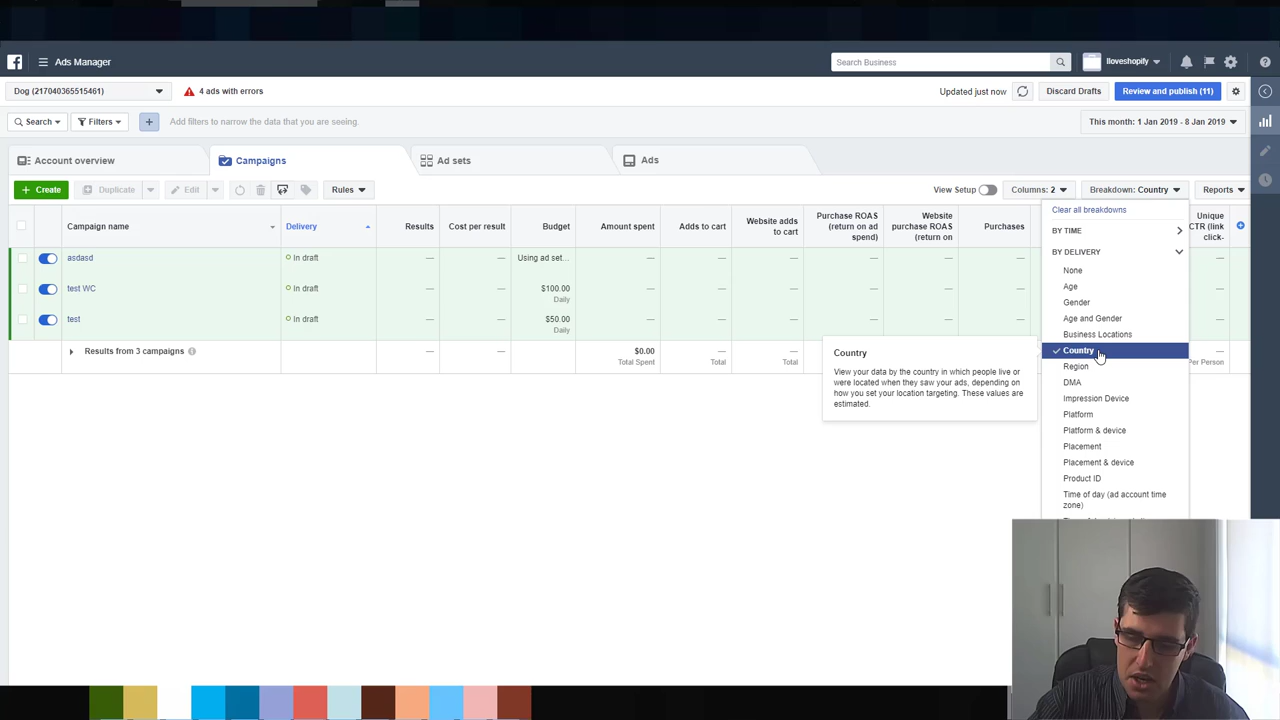 Ads Manager
Search Business
Iloveshopify
Dog (217040365515461)
4 ads with errors
Updated just now
Discard Drafts
Review and publish (11)
Search
Filters
Add filters to narrow the data that you are seeing.
This month: 1 Jan 2019 - 8 Jan 2019
Account overview
Campaigns
Ad sets
Ads
+ Create
Duplicate
Edit
Rules
View Setup
Columns: 2
Breakdown: Country
Reports
Campaign name
Delivery
Results
Cost per result
Budget
Amount spent
Adds to cart
Website adds
to cart
Purchase ROAS
(return on ad
spend)
Website
purchase ROAS
(return on
Purchases
Unique
CTR (link
click-
asdasd
In draft
—
—
Using ad set...
—
—
—
—
—
—
test WC
In draft
—
—
$100.00
Daily
—
—
—
—
—
—
test
In draft
—
—
$50.00
Daily
—
—
—
—
—
—
Results from 3 campaigns
—
—
$0.00
Total Spent
—
Total
—
Total
—
Total
—
Total
—
Total
—
Per Person
Clear all breakdowns
BY TIME
BY DELIVERY
None
Age
Gender
Age and Gender
Business Locations
Country
Region
DMA
Impression Device
Platform
Platform & device
Placement
Placement & device
Product ID
Time of day (ad account time
zone)
Country
View your data by the country in which people live or
were located when they saw your ads, depending on
how you set your location targeting. These values are
estimated.